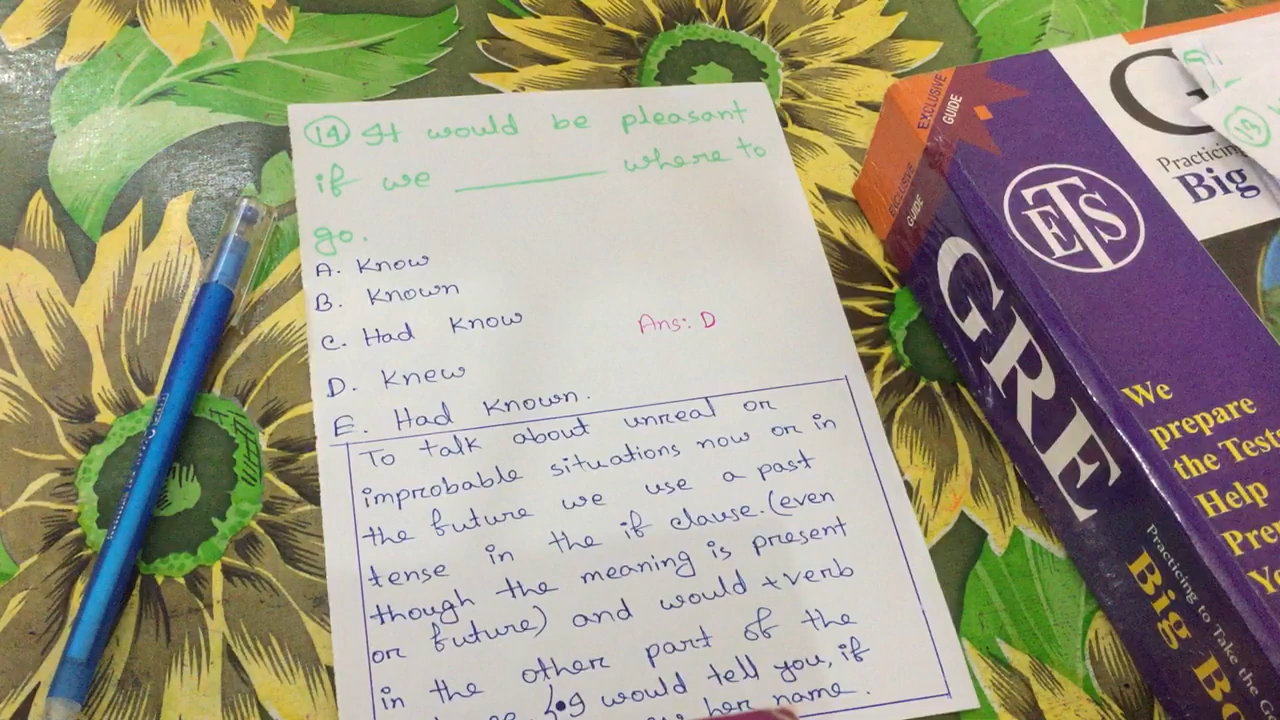 14 It would be pleasant
if we ________ where to
go.
A. Know
B. Known
C. Had Know
Ans: D
D. Knew
E. Had Known.
To talk about unreal or
improbable situations now or in
the future we use a past
tense in the if clause. (even
though the meaning is present
or future) and would + verb
in the other part of the
would tell you, if
her name.
EXCLUSIVE
GUIDE
EXCLUSIVE
GUIDE
ETS
GRE
Practicing to Take the G
Big
G
Practicin
Big
13
We
prepare
the Tests
Help